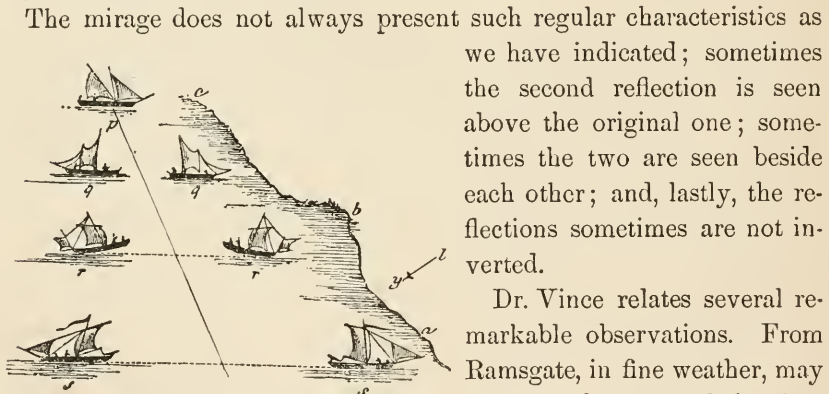 The mirage does not always present such regular characteristics as
we have indicated; sometimes
the second reflection is seen
above the original one; some-
times the two are seen beside
each other; and, lastly, the re-
flections sometimes are not in-
verted.
Dr. Vince relates several re-
markable observations. From
Ramsgate, in fine weather, may
c
p
q
q
b
r
r
l
y
a
s
s